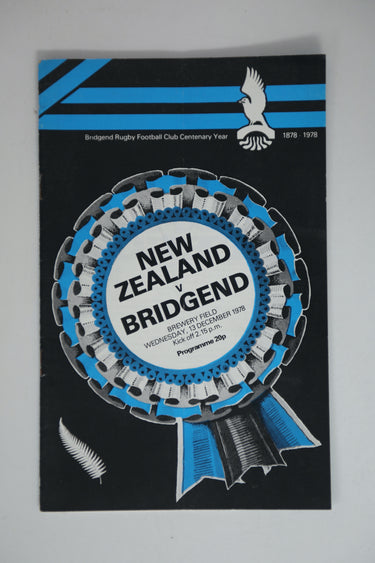 Bridgend Rugby Football Club Centenary Year
1878 - 1978
NEW
ZEALAND
v
BRIDGEND
BREWERY FIELD
WEDNESDAY, 13 DECEMBER 1978
Kick off 2.15 p.m.
Programme 20p